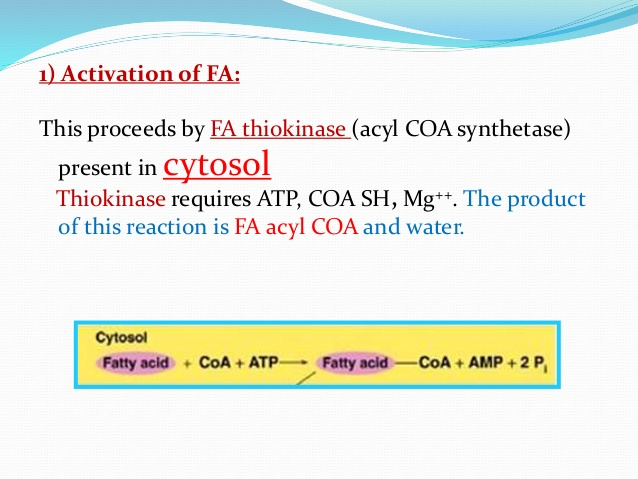 1) Activation of FA:
This proceeds by FA thiokinase (acyl COA synthetase)
present in cytosol
Thiokinase requires ATP, COA SH, Mg⁺⁺. The product
of this reaction is FA acyl COA and water.
Cytosol
Fatty acid + CoA + ATP → Fatty acid — CoA + AMP + 2 Pᵢ